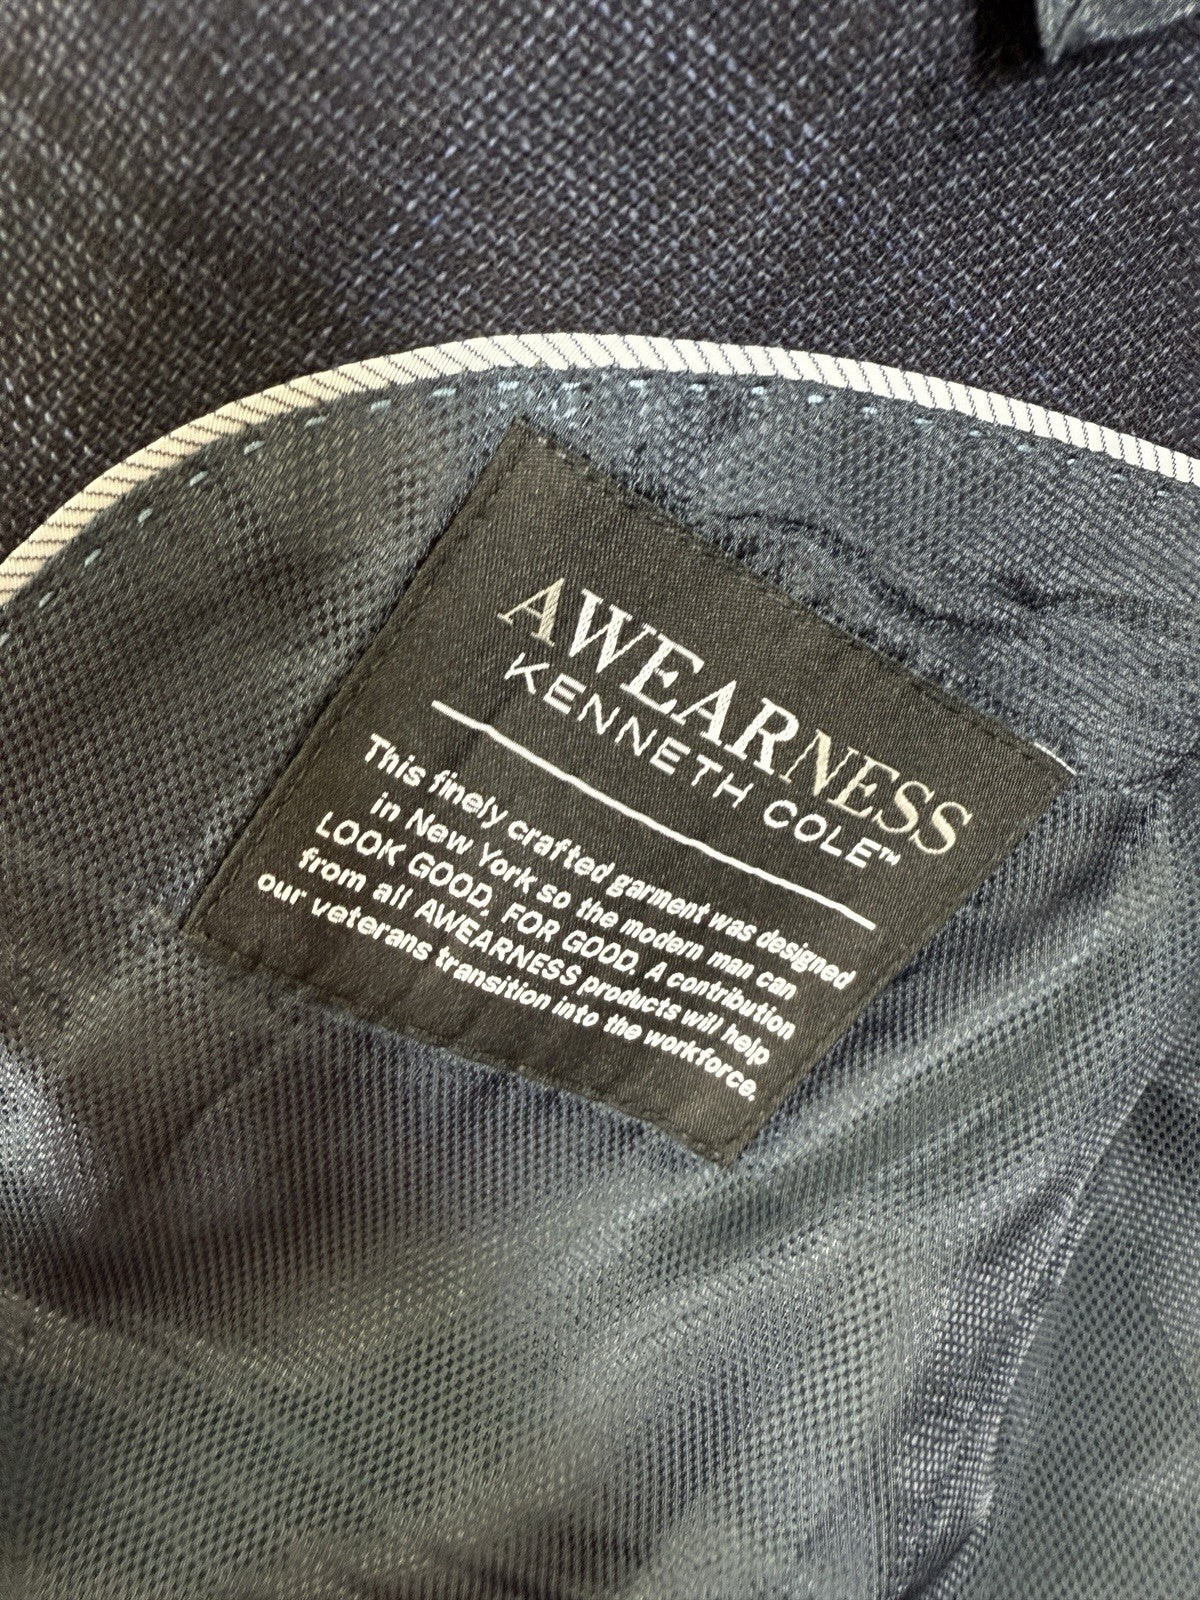 AWEARNESS
KENNETH COLE™
This finely crafted garment was designed
in New York so the modern man can
LOOK GOOD. FOR GOOD. A contribution
from all AWEARNESS products will help
our veterans transition into the workforce.